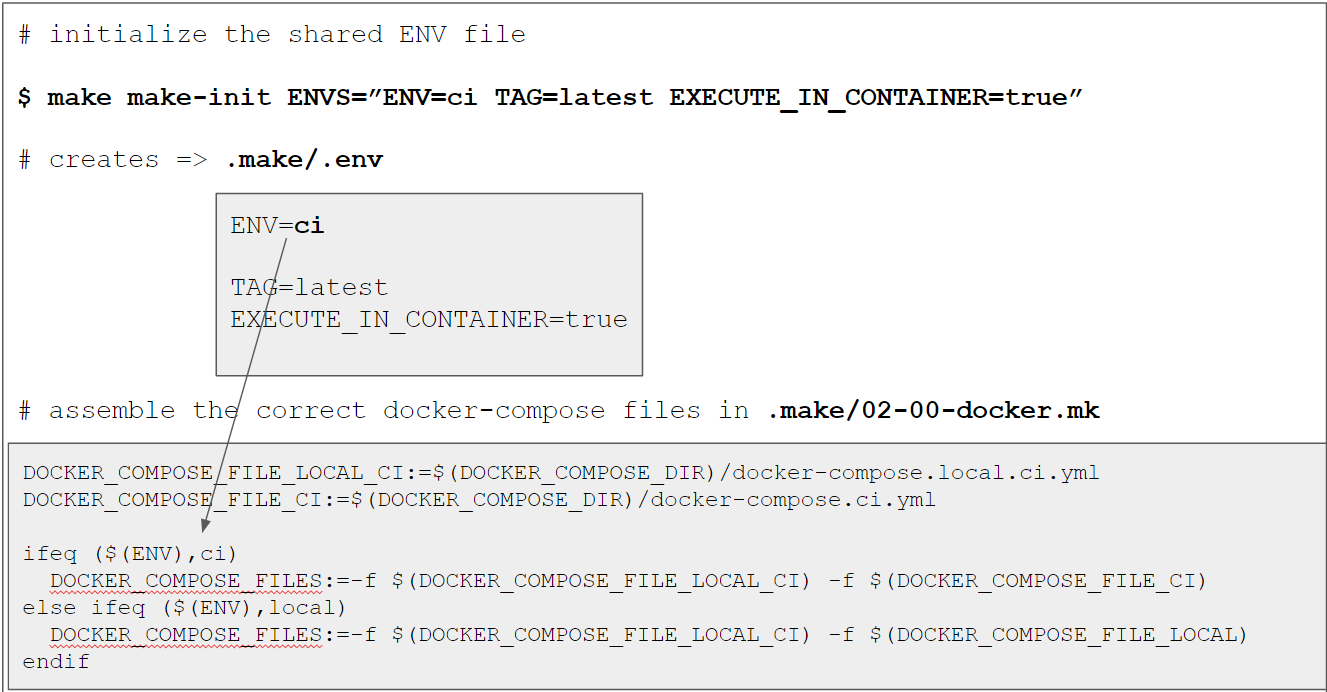 # initialize the shared ENV file
$ make make-init ENVS=”ENV=ci TAG=latest EXECUTE_IN_CONTAINER=true”
# creates => .make/.env
ENV=ci
TAG=latest
EXECUTE_IN_CONTAINER=true
# assemble the correct docker-compose files in .make/02-00-docker.mk
DOCKER_COMPOSE_FILE_LOCAL_CI:=$(DOCKER_COMPOSE_DIR)/docker-compose.local.ci.yml
DOCKER_COMPOSE_FILE_CI:=$(DOCKER_COMPOSE_DIR)/docker-compose.ci.yml
ifeq ($(ENV),ci)
DOCKER_COMPOSE_FILES:=-f $(DOCKER_COMPOSE_FILE_LOCAL_CI) -f $(DOCKER_COMPOSE_FILE_CI)
else ifeq ($(ENV),local)
DOCKER_COMPOSE_FILES:=-f $(DOCKER_COMPOSE_FILE_LOCAL_CI) -f $(DOCKER_COMPOSE_FILE_LOCAL)
endif